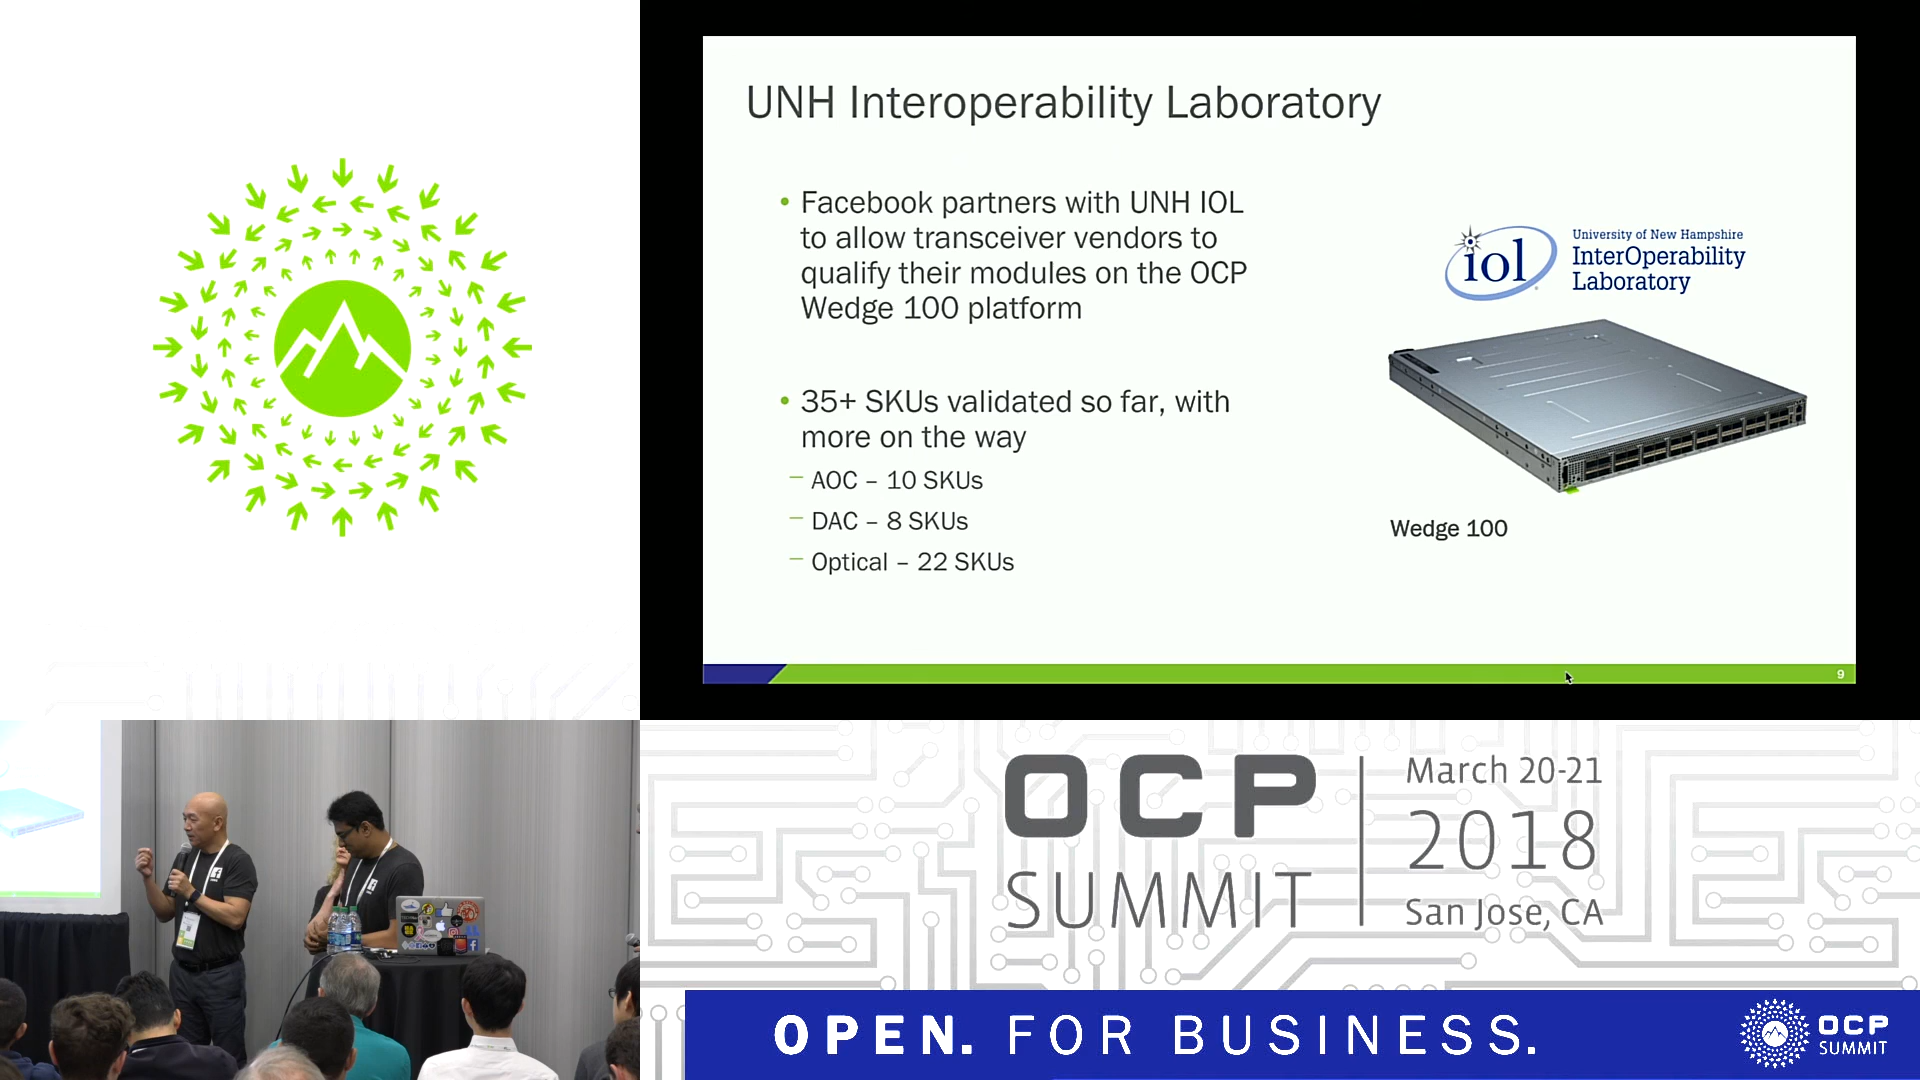 UNH Interoperability Laboratory
• Facebook partners with UNH IOL
to allow transceiver vendors to
qualify their modules on the OCP
Wedge 100 platform
• 35+ SKUs validated so far, with
more on the way
– AOC – 10 SKUs
– DAC – 8 SKUs
– Optical – 22 SKUs
iol
University of New Hampshire
InterOperability
Laboratory
Wedge 100
9
OCP
SUMMIT
March 20-21
2018
San Jose, CA
OPEN. FOR BUSINESS.
OCP
SUMMIT